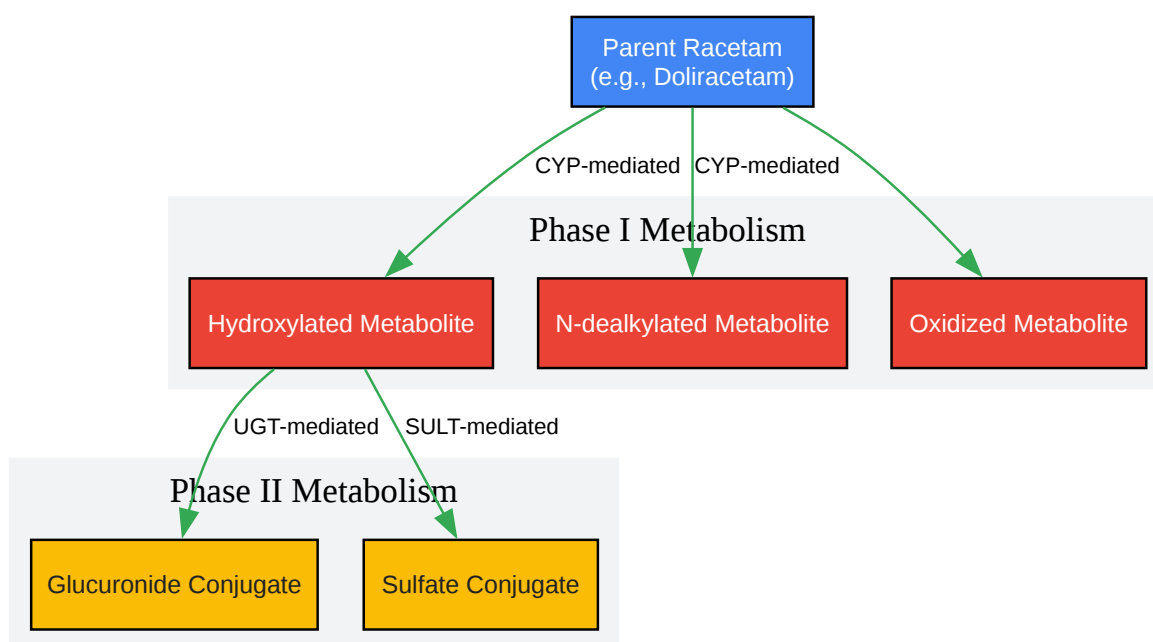 Parent Racetam
(e.g., Doliracetam)
CYP-mediated
CYP-mediated
Phase I Metabolism
Hydroxylated Metabolite
N-dealkylated Metabolite
Oxidized Metabolite
UGT-mediated
SULT-mediated
Phase II Metabolism
Glucuronide Conjugate
Sulfate Conjugate